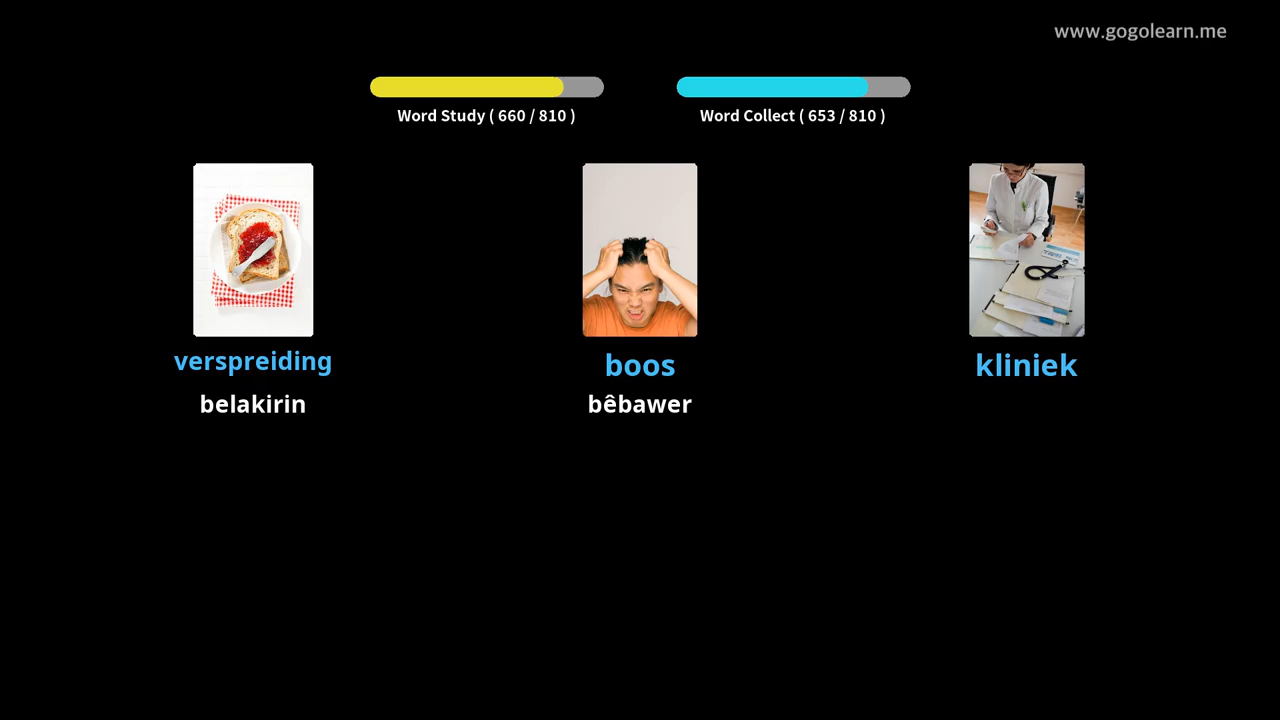 www.gogolearn.me
Word Study ( 660 / 810 )
Word Collect ( 653 / 810 )
verspreiding
boos
kliniek
belakirin
bêbawer